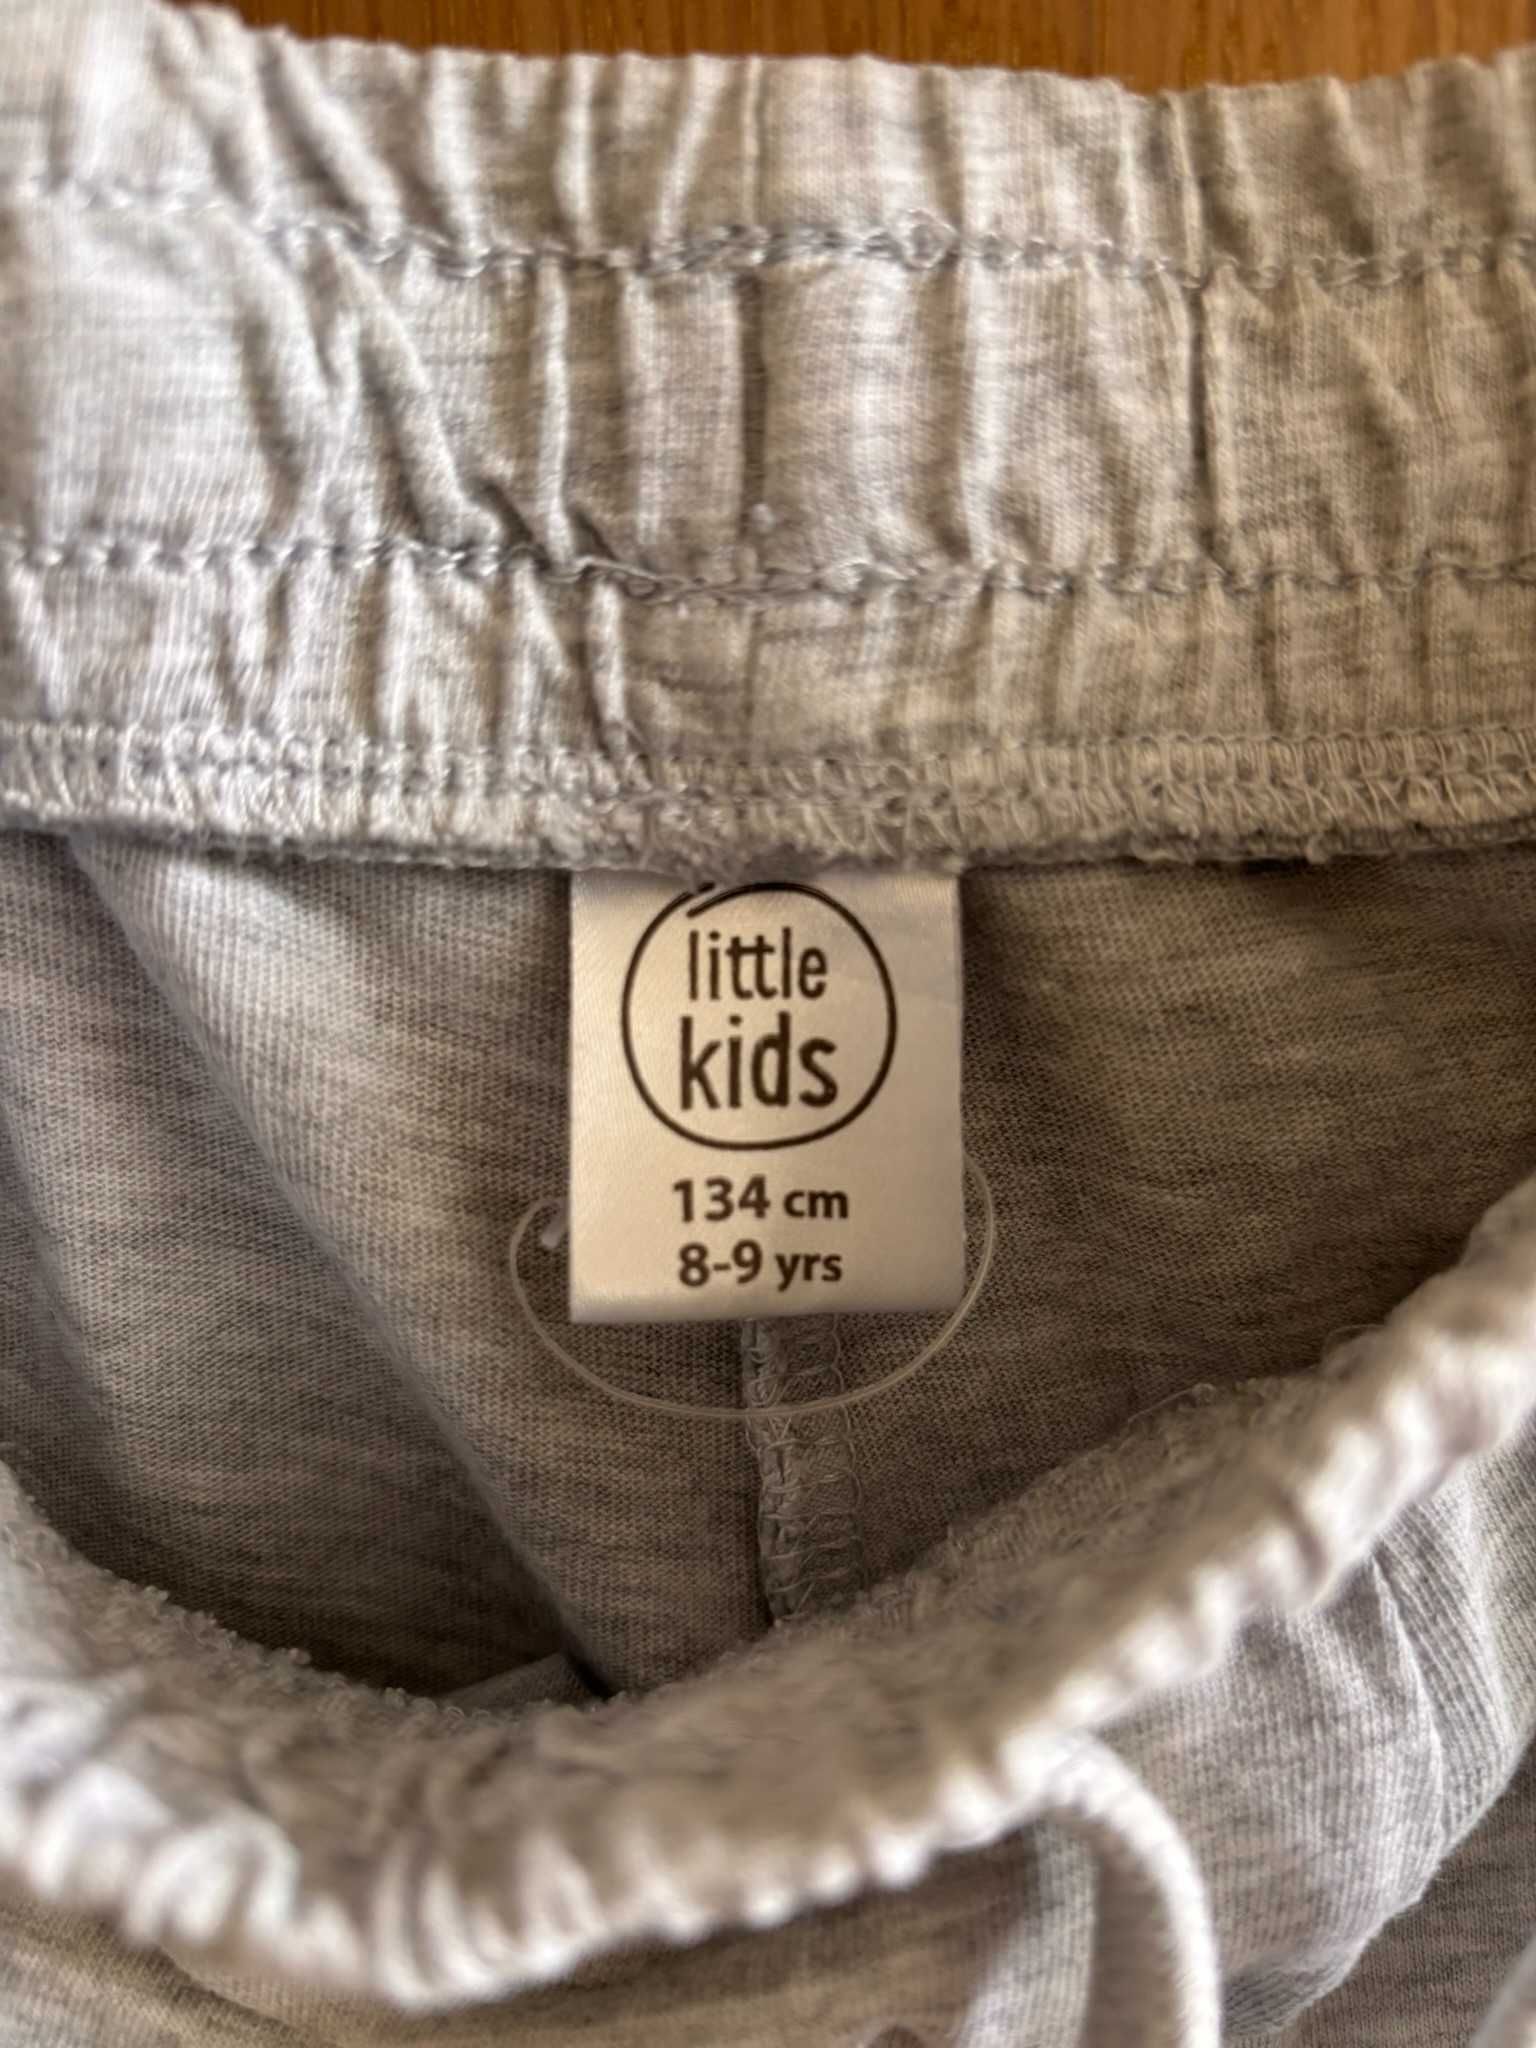 little
kids
134 cm
8-9 yrs